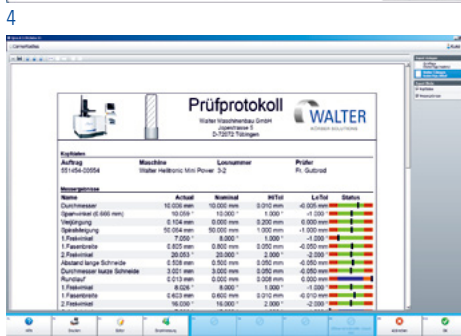 4
Prüfprotokoll
WALTER
Walter Maschinenbau GmbH
Jopestrasse 5
D-72072 Tübingen
KÖRBER SOLUTIONS
Kopfdaten
Auftrag Maschine Losnummer Prüfer
551454-00554 Walter Helitronic Mini Power 3-2 Fr. Gutbrod
Messergebnisse
Name Actual Nominal HiTol LoTol Status
Durchmesser 10.006 mm 10.000 mm 0.010 mm -0.005 mm
Spanwinkel (0.666 mm) 10.059 ° 10.000 ° 1.000 ° -1.000 °
Verjüngung 0.104 mm 0.000 mm 0.200 mm 0.000 mm
Spiralsteigung 50.064 mm 50.000 mm 1.000 mm -1.000 mm
1.Freiwinkel 7.050 ° 8.000 ° 1.000 ° -1.000 °
1.Fasenbreite 0.805 mm 0.800 mm 0.050 mm -0.050 mm
2.Freiwinkel 20.053 ° 20.000 ° 2.000 ° -2.000 °
Abstand lange Schneide 0.508 mm 0.500 mm 0.050 mm -0.050 mm
Durchmesser kurze Schneide 3.001 mm 3.000 mm 0.050 mm -0.050 mm
Rundlauf 0.013 mm 0.000 mm 0.008 mm 0.000 mm
1.Freiwinkel 8.026 ° 8.000 ° 1.000 ° -1.000 °
1.Fasenbreite 0.603 mm 0.600 mm 0.010 mm -0.010 mm
2.Freiwinkel 16.030 ° 16.000 ° 2.000 ° -2.000 °